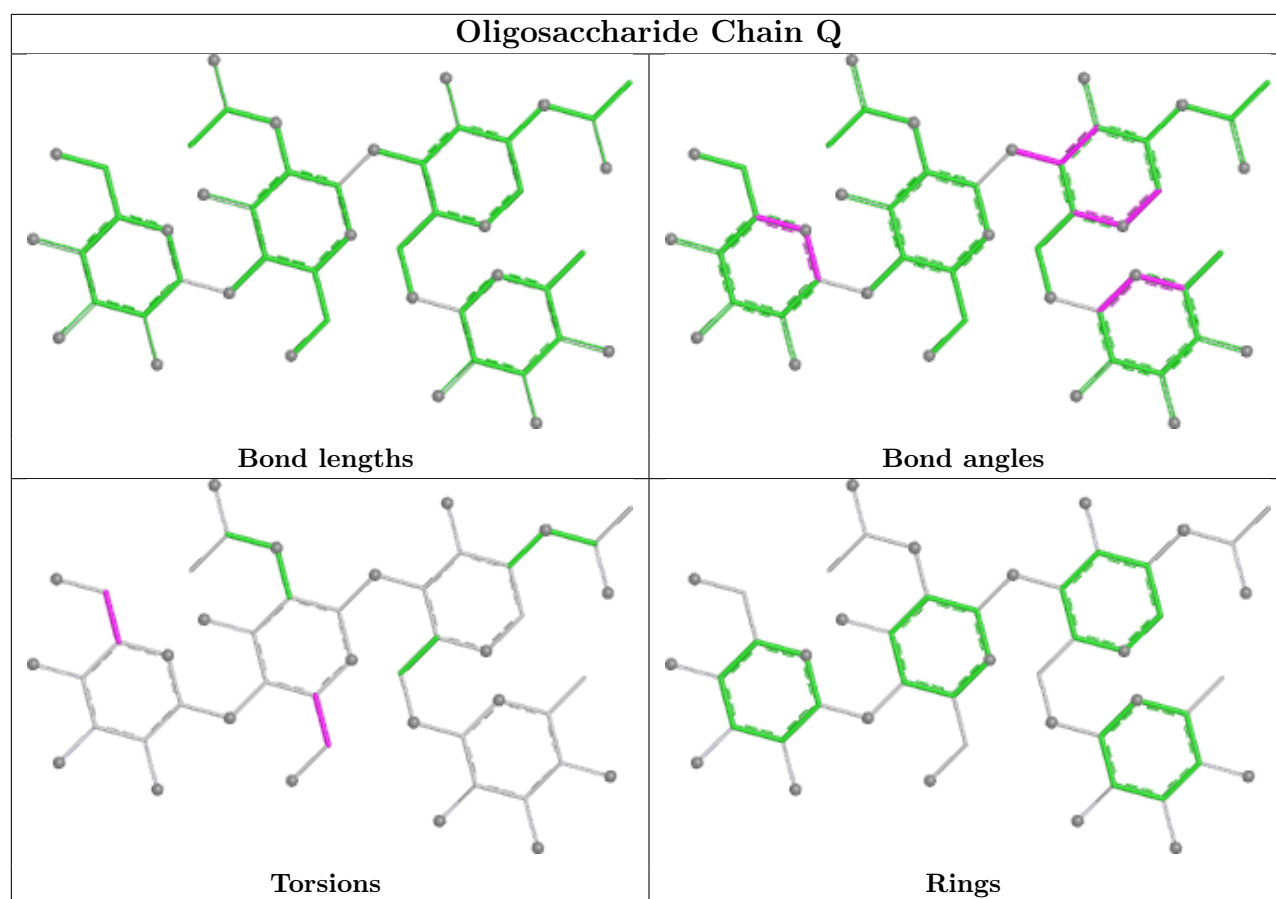 Oligosaccharide Chain Q
Bond lengths
Bond angles
Torsions
Rings